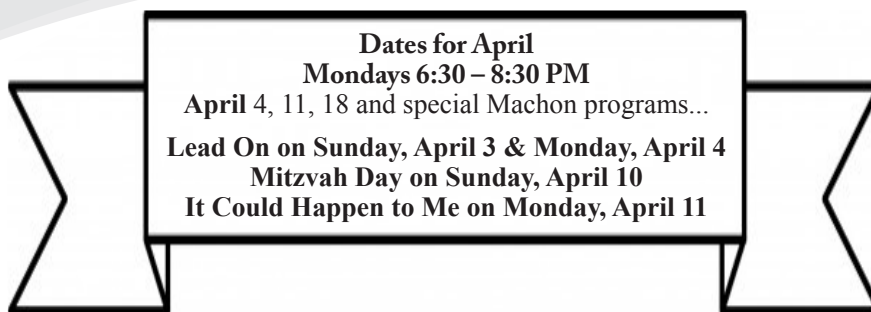 Dates for April
Mondays 6:30 – 8:30 PM
April 4, 11, 18 and special Machon programs...
Lead On on Sunday, April 3 & Monday, April 4
Mitzvah Day on Sunday, April 10
It Could Happen to Me on Monday, April 11